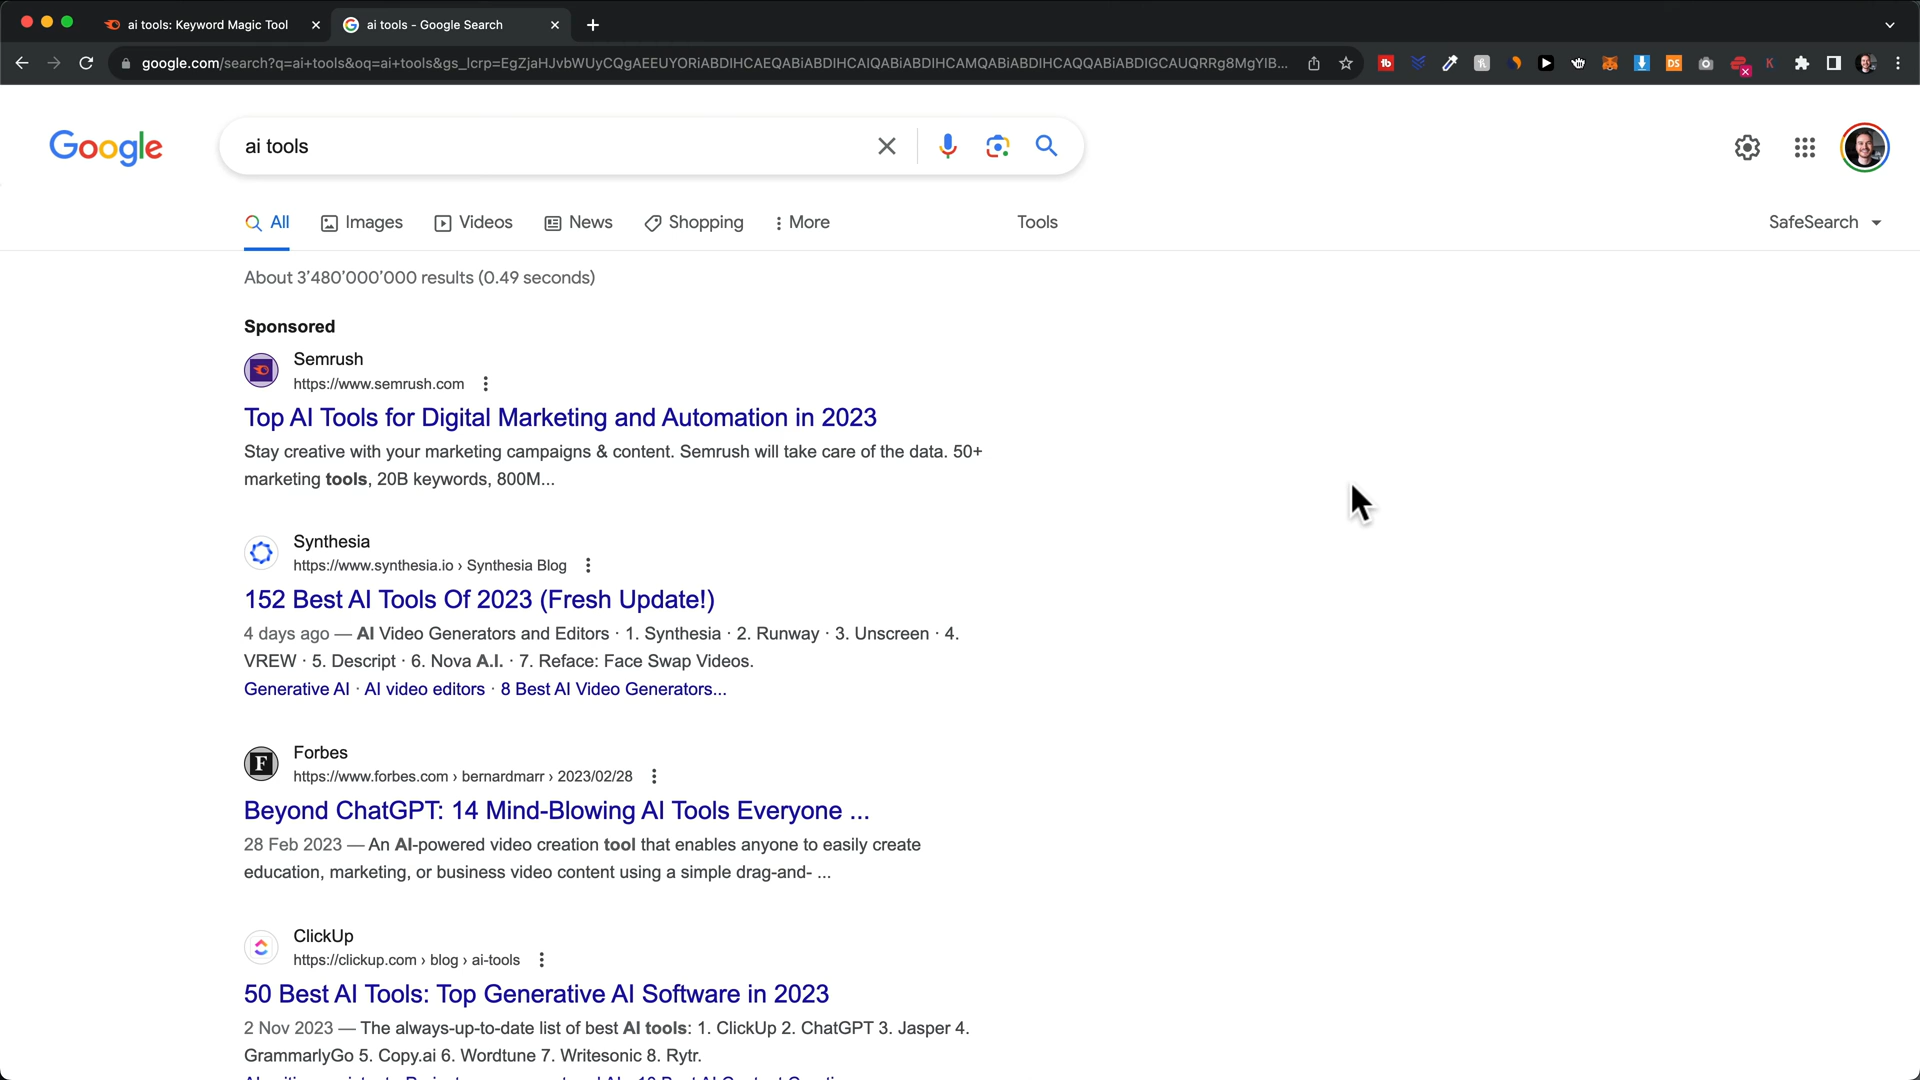 ai tools: Keyword Magic Tool
ai tools - Google Search
google.com/search?q=ai+tools&oq=ai+tools&gs_lcrp=EgZjaHJvbWUyCQgAEEUYORiABDIHCAEQABiABDIHCAIQABiABDIHCAMQABiABDIHCAQQABiABDIGCAUQRRg8MgYIB...
Google
ai tools
All Images Videos News Shopping More Tools SafeSearch
About 3’480’000’000 results (0.49 seconds)
Sponsored
Semrush
https://www.semrush.com
Top AI Tools for Digital Marketing and Automation in 2023
Stay creative with your marketing campaigns & content. Semrush will take care of the data. 50+
marketing tools, 20B keywords, 800M...
Synthesia
https://www.synthesia.io › Synthesia Blog
152 Best AI Tools Of 2023 (Fresh Update!)
4 days ago — AI Video Generators and Editors · 1. Synthesia · 2. Runway · 3. Unscreen · 4.
VREW · 5. Descript · 6. Nova A.I. · 7. Reface: Face Swap Videos.
Generative AI · AI video editors · 8 Best AI Video Generators...
F
Forbes
https://www.forbes.com › bernardmarr › 2023/02/28
Beyond ChatGPT: 14 Mind-Blowing AI Tools Everyone ...
28 Feb 2023 — An AI-powered video creation tool that enables anyone to easily create
education, marketing, or business video content using a simple drag-and- ...
ClickUp
https://clickup.com › blog › ai-tools
50 Best AI Tools: Top Generative AI Software in 2023
2 Nov 2023 — The always-up-to-date list of best AI tools: 1. ClickUp 2. ChatGPT 3. Jasper 4.
GrammarlyGo 5. Copy.ai 6. Wordtune 7. Writesonic 8. Rytr.